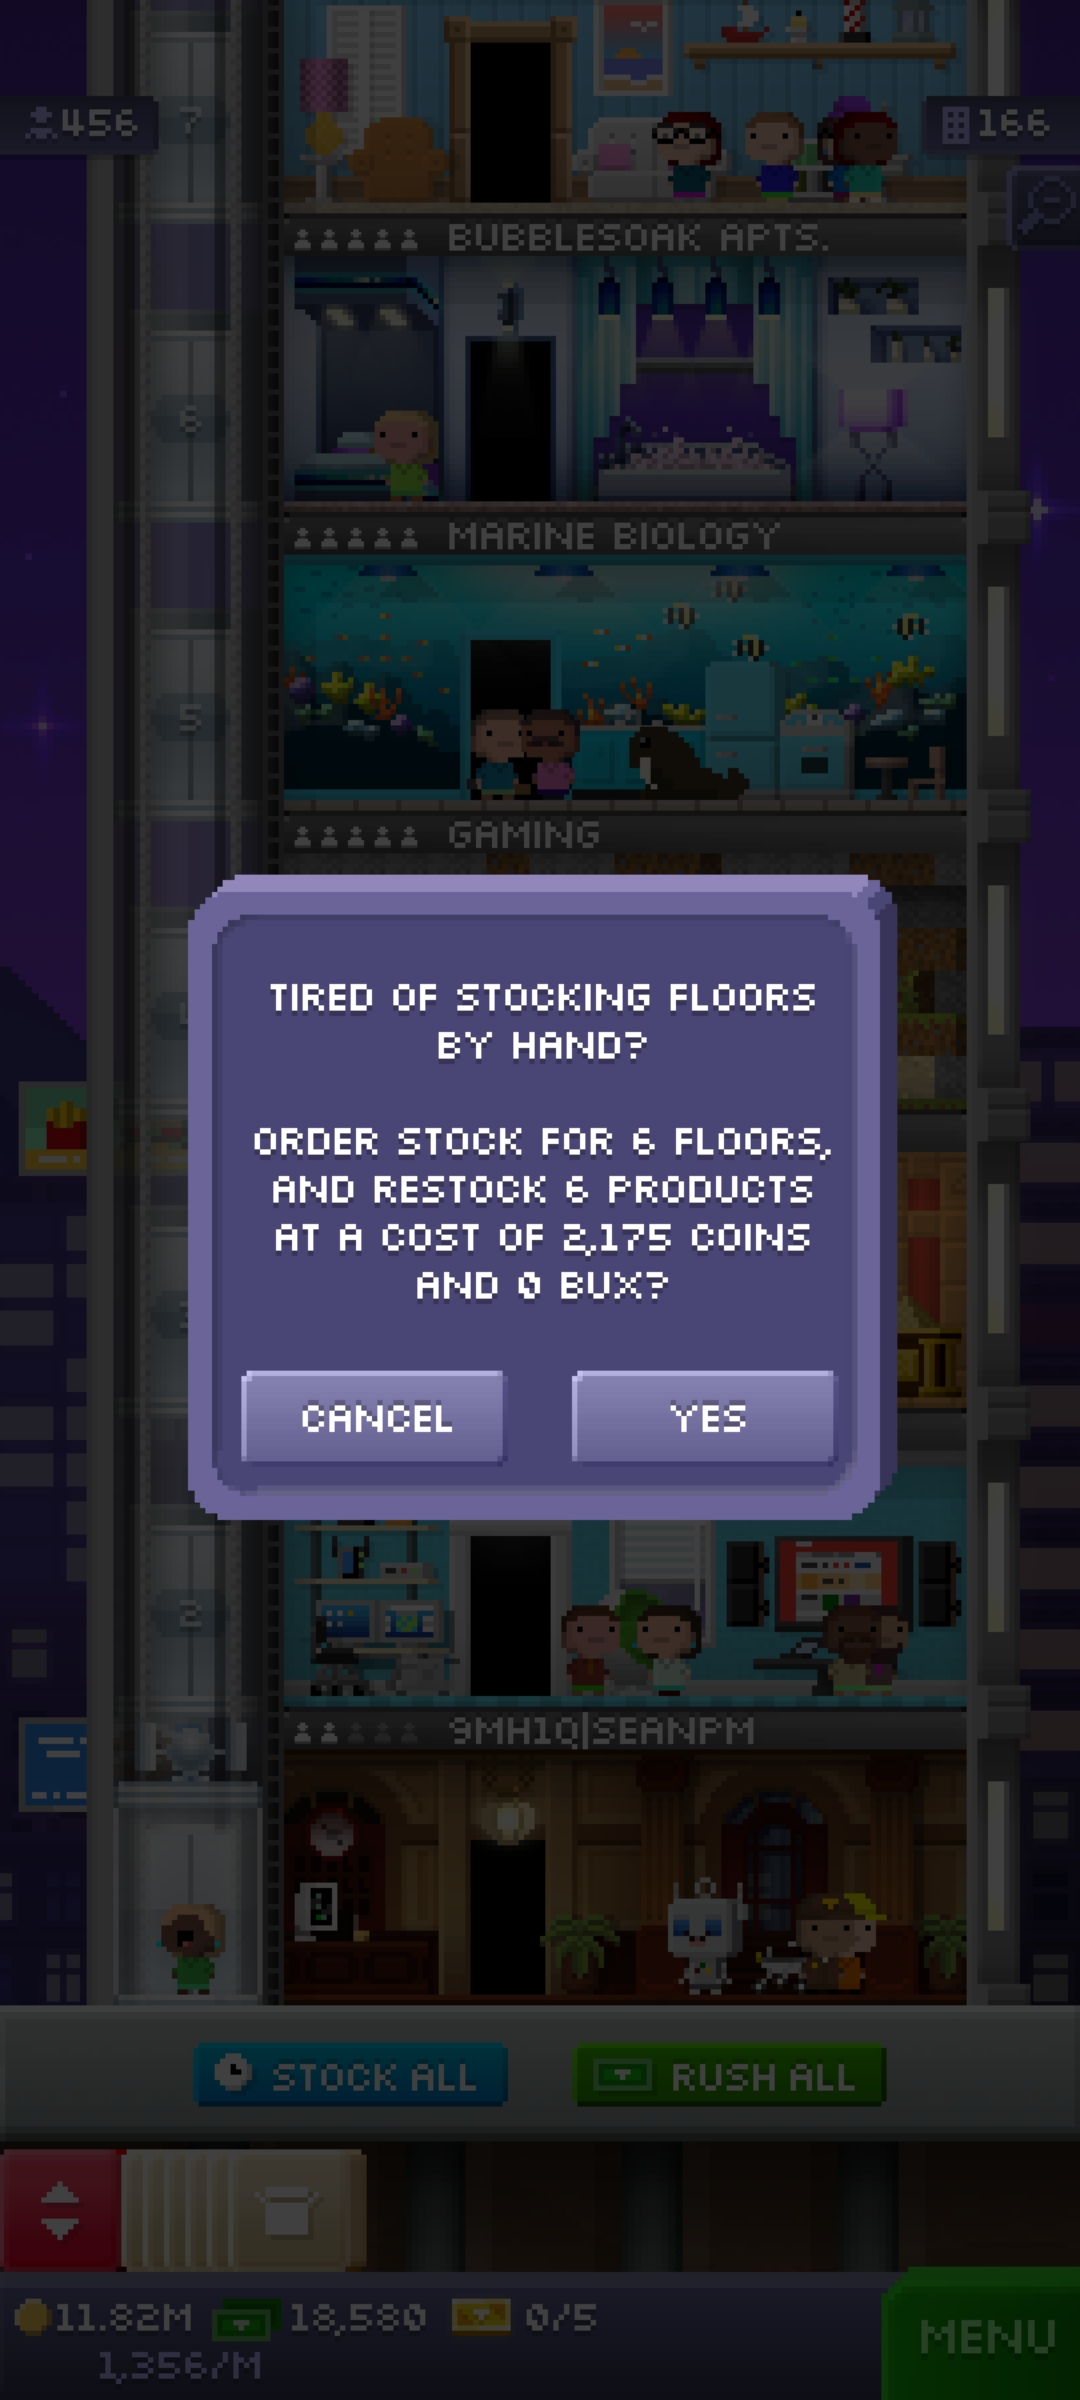 7
456
166
BUBBLESOAK APTS.
6
MARINE BIOLOGY
5
GAMING
TIRED OF STOCKING FLOORS
BY HAND?
ORDER STOCK FOR 6 FLOORS,
AND RESTOCK 6 PRODUCTS
AT A COST OF 2,175 COINS
AND 0 BUX?
CANCEL
YES
2
9MH1Q|SEANPM
STOCK ALL
RUSH ALL
11.82M
18,580
0/5
1,356/M
MENU